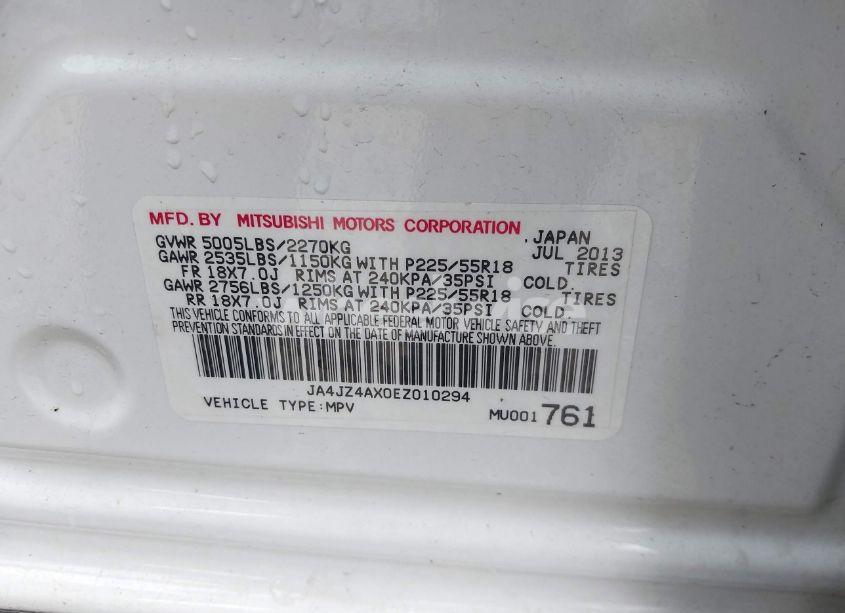 MFD. BY MITSUBISHI MOTORS CORPORATION
GVWR 5005LBS/2270KG . JAPAN
GAWR 2535LBS/1150KG WITH P225/55R18 JUL 2013 TIRES
FR 18X7.0J RIMS AT 240KPA/35PSI COLD.
GAWR 2756LBS/1250KG WITH P225/55R18 TIRES
RR 18X7.0J RIMS AT 240KPA/35PSI COLD.
THIS VEHICLE CONFORMS TO ALL APPLICABLE FEDERAL MOTOR VEHICLE SAFETY AND THEFT
PREVENTION STANDARDS IN EFFECT ON THE DATE OF MANUFACTURE SHOWN ABOVE.
JA4JZ4AX0EZ010294
VEHICLE TYPE:MPV MU001761